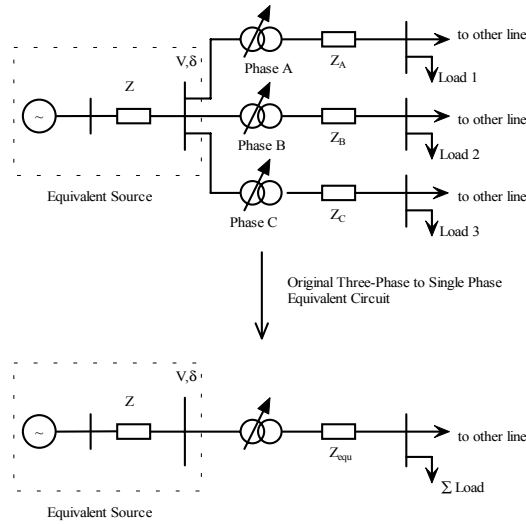 to other line
V,δ
Phase A
Z_A
Load 1
Z
~
to other line
Phase B
Z_B
Load 2
Equivalent Source
to other line
Phase C
Z_C
Load 3
Original Three-Phase to Single Phase
Equivalent Circuit
V,δ
Z
~
to other line
Z_equ
Σ Load
Equivalent Source